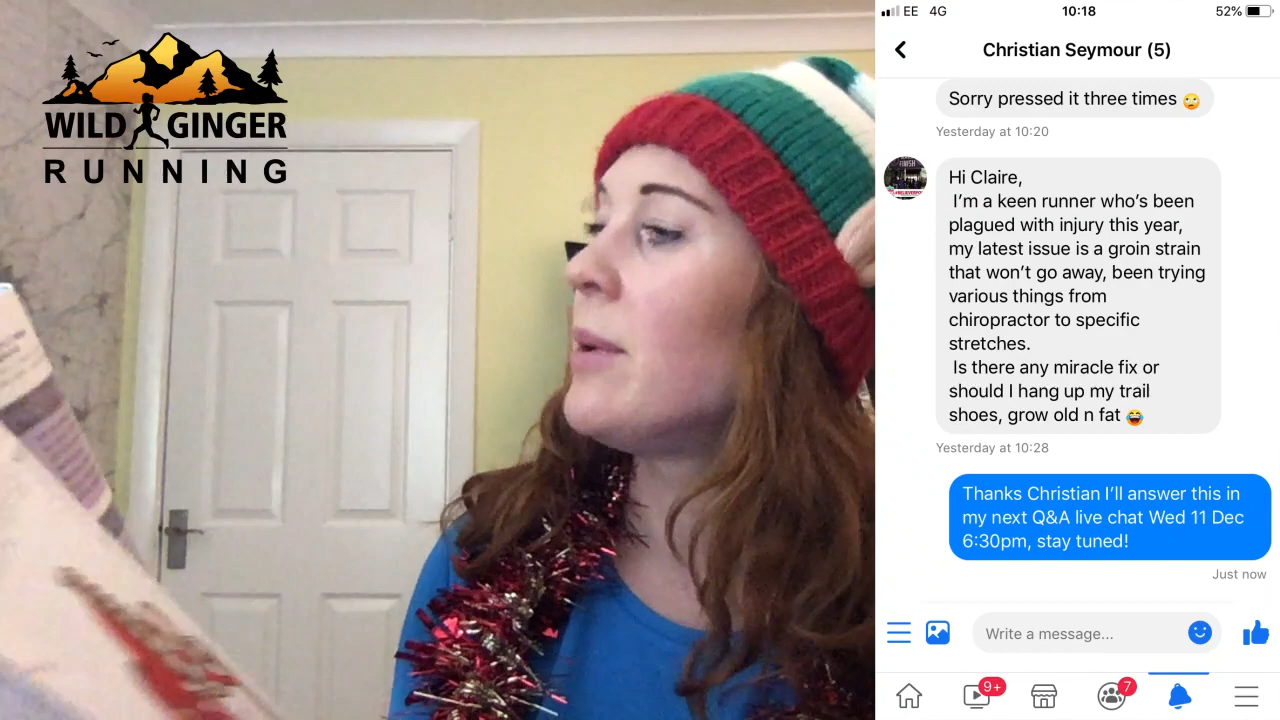 WILD GINGER
RUNNING
EE 4G 10:18 52%
Christian Seymour (5)
Sorry pressed it three times 🙄
Yesterday at 10:20
FINISH
Hi Claire,
I'm a keen runner who's been
plagued with injury this year,
my latest issue is a groin strain
that won't go away, been trying
various things from
chiropractor to specific
stretches.
Is there any miracle fix or
should I hang up my trail
shoes, grow old n fat 😂
Yesterday at 10:28
Thanks Christian I'll answer this in
my next Q&A live chat Wed 11 Dec
6:30pm, stay tuned!
Just now
Write a message...
9+
7